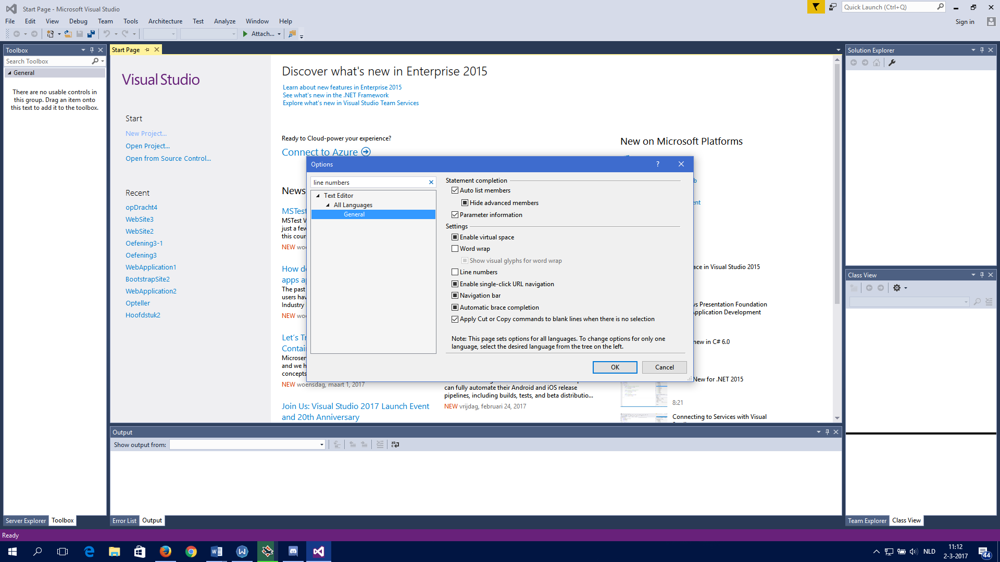 Start Page - Microsoft Visual Studio
Quick Launch (Ctrl+Q)
File Edit View Debug Team Tools Architecture Test Analyze Window Help
Sign in
Attach...
Toolbox
Search Toolbox
General
There are no usable controls in
this group. Drag an item onto
this text to add it to the toolbox.
Server Explorer Toolbox
Start Page
Visual Studio
Start
New Project...
Open Project...
Open from Source Control...
Recent
opDracht4
WebSite3
WebSite2
Oefening3-1
Oefening3
WebApplication1
BootstrapSite2
WebApplication2
Opteller
Hoofdstuk2
Discover what's new in Enterprise 2015
Learn about new features in Enterprise 2015
See what's new in the .NET Framework
Explore what's new in Visual Studio Team Services
Ready to Cloud-power your experience?
Connect to Azure
News
MSTest
MSTest V
just a few
this cour
NEW woe
How do
apps ap
The past
users hav
Industry
NEW woe
Let's Tr
Contain
Microser
and we h
concepts
NEW woensdag, maart 1, 2017
Join Us: Visual Studio 2017 Launch Event
and 20th Anniversary
can fully automate their Android and iOS release
pipelines, including builds, tests, and beta distributio...
NEW vrijdag, februari 24, 2017
New on Microsoft Platforms
b
ent
ace in Visual Studio 2015
ws Presentation Foundation
Application Development
new in C# 6.0
New for .NET 2015
8:21
Connecting to Services with Visual
Options
?
line numbers
Text Editor
All Languages
General
Statement completion
Auto list members
Hide advanced members
Parameter information
Settings
Enable virtual space
Word wrap
Show visual glyphs for word wrap
Line numbers
Enable single-click URL navigation
Navigation bar
Automatic brace completion
Apply Cut or Copy commands to blank lines when there is no selection
Note: This page sets options for all languages. To change options for only one
language, select the desired language from the tree on the left.
OK Cancel
Output
Show output from:
Error List Output
Solution Explorer
Class View
Team Explorer Class View
Ready
NLD
11:12
2-3-2017
44